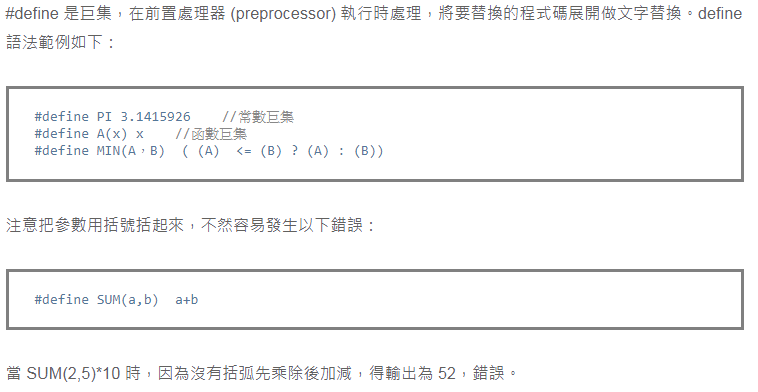 #define 是巨集，在前置處理器 (preprocessor) 執行時處理，將要替換的程式碼展開做文字替換。define
語法範例如下：
#define PI 3.1415926    //常數巨集
#define A(x) x    //函數巨集
#define MIN(A，B)  ( (A)  <= (B) ? (A) : (B))
注意把參數用括號括起來，不然容易發生以下錯誤：
#define SUM(a,b)  a+b
當 SUM(2,5)*10 時，因為沒有括弧先乘除後加減，得輸出為 52，錯誤。